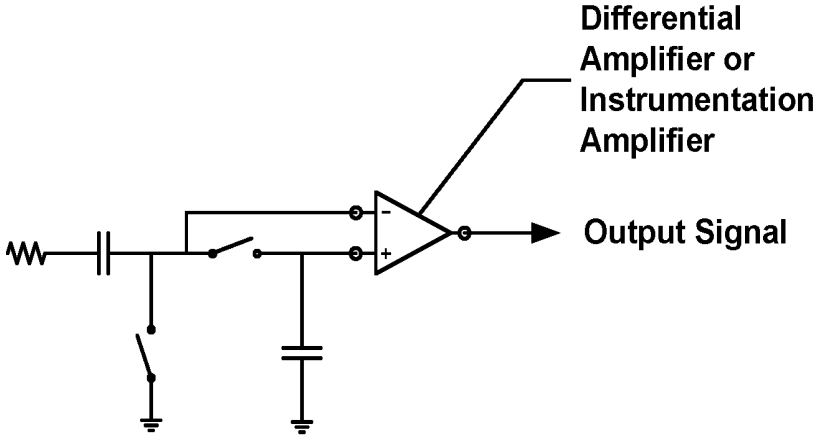 Differential
Amplifier or
Instrumentation
Amplifier
−
+
Output Signal